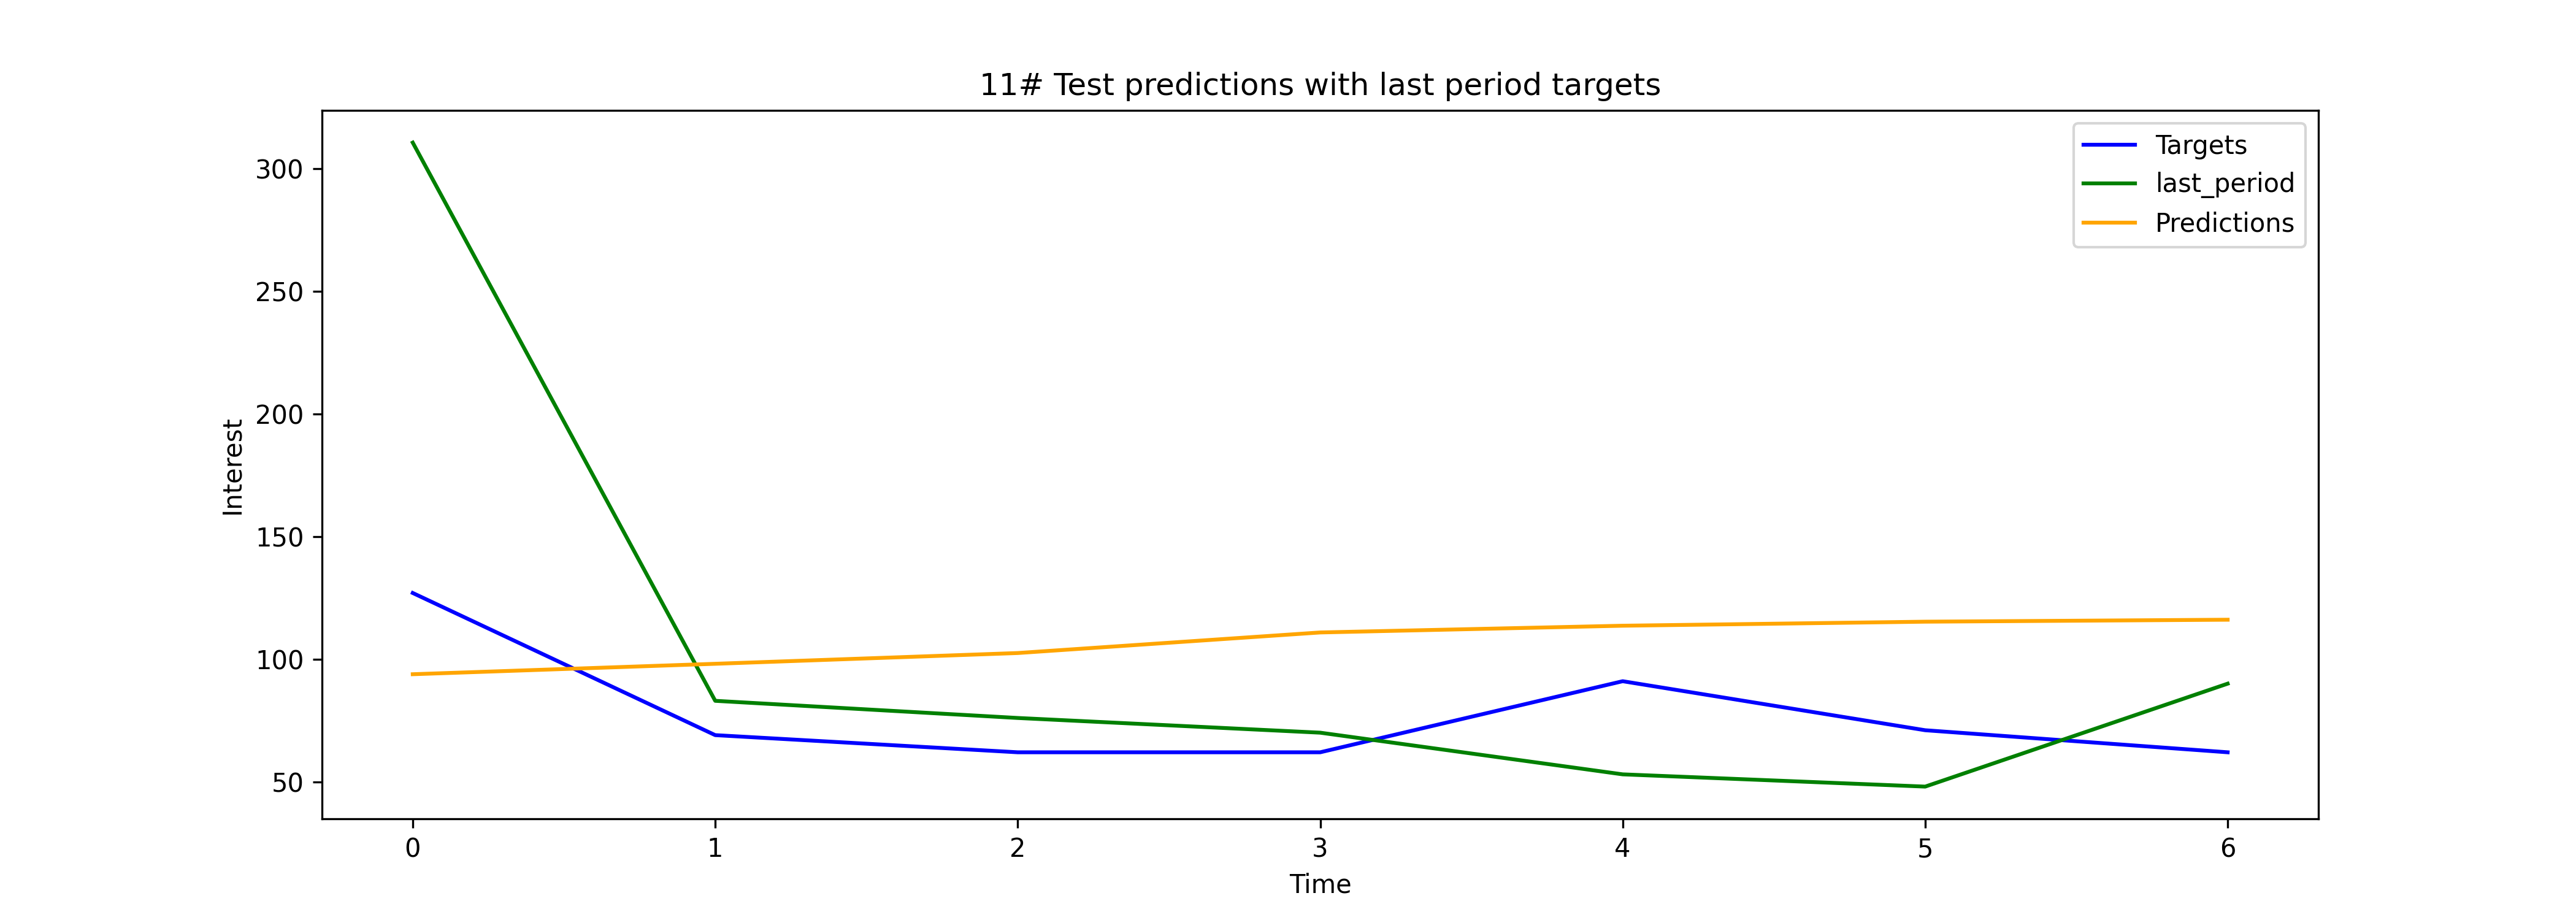 11# Test predictions with last period targets
Targets
last_period
Predictions
300
250
200
150
100
50
Interest
0 1 2 3 4 5 6
Time